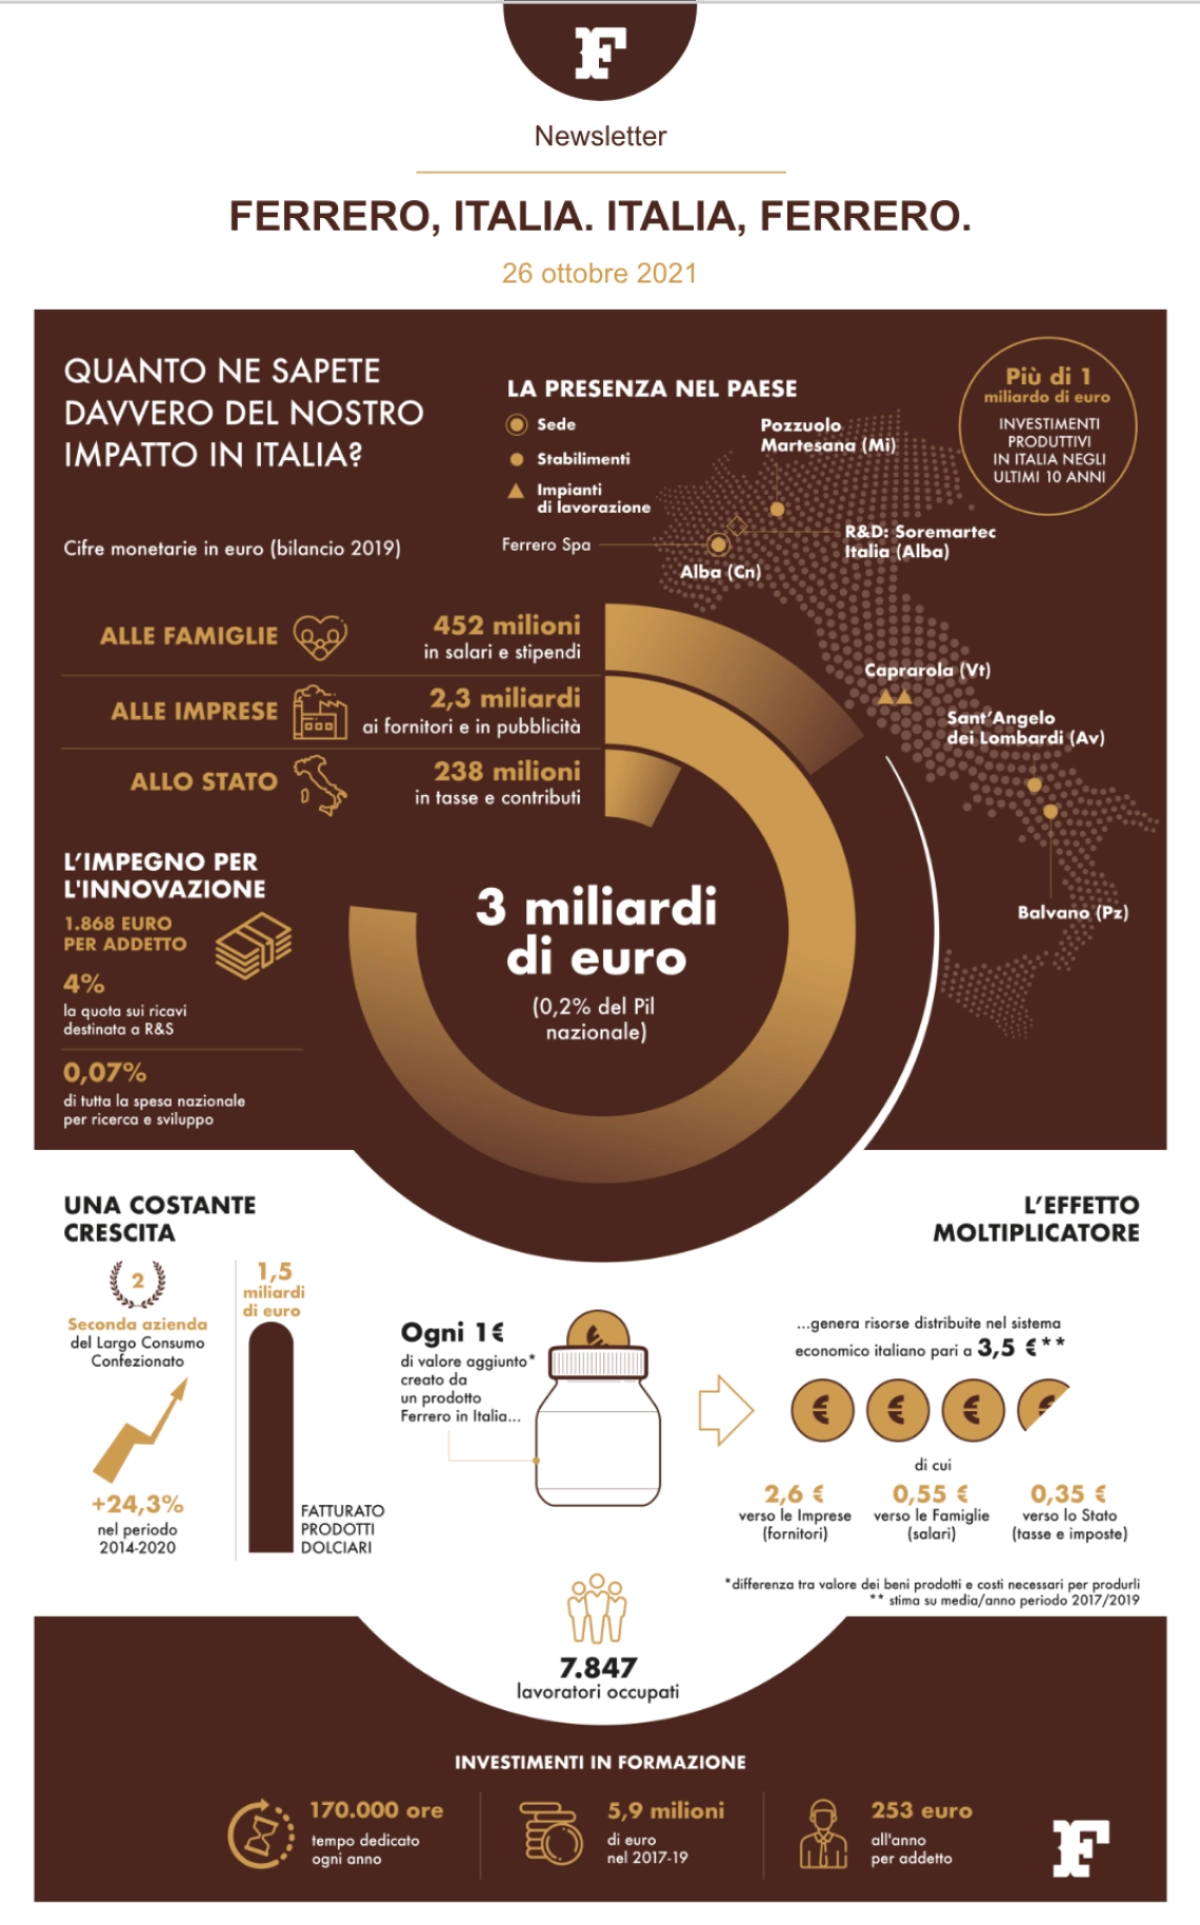 F
Newsletter
FERRERO, ITALIA. ITALIA, FERRERO.
26 ottobre 2021
QUANTO NE SAPETE
DAVVERO DEL NOSTRO
IMPATTO IN ITALIA?
Cifre monetarie in euro (bilancio 2019)
LA PRESENZA NEL PAESE
Sede
Stabilimenti
Impianti
di lavorazione
Ferrero Spa
Pozzuolo
Martesana (Mi)
R&D: Soremartec
Italia (Alba)
Alba (Cn)
Caprarola (Vt)
Sant'Angelo
dei Lombardi (Av)
Balvano (Pz)
Più di 1
miliardo di euro
INVESTIMENTI
PRODUTTIVI
IN ITALIA NEGLI
ULTIMI 10 ANNI
ALLE FAMIGLIE
452 milioni
in salari e stipendi
ALLE IMPRESE
2,3 miliardi
ai fornitori e in pubblicità
ALLO STATO
238 milioni
in tasse e contributi
3 miliardi
di euro
(0,2% del Pil
nazionale)
L'IMPEGNO PER
L'INNOVAZIONE
1.868 EURO
PER ADDETTO
4%
la quota sui ricavi
destinata a R&S
0,07%
di tutta la spesa nazionale
per ricerca e sviluppo
UNA COSTANTE
CRESCITA
2
Seconda azienda
del Largo Consumo
Confezionato
+24,3%
nel periodo
2014-2020
1,5
miliardi
di euro
FATTURATO
PRODOTTI
DOLCIARI
L'EFFETTO
MOLTIPLICATORE
Ogni 1€
di valore aggiunto*
creato da
un prodotto
Ferrero in Italia...
€
...genera risorse distribuite nel sistema
economico italiano pari a 3,5 €**
€ € € €
di cui
2,6 €
verso le Imprese
(fornitori)
0,55 €
verso le Famiglie
(salari)
0,35 €
verso lo Stato
(tasse e imposte)
*differenza tra valore dei beni prodotti e costi necessari per produrli
** stima su media/anno periodo 2017/2019
7.847
lavoratori occupati
INVESTIMENTI IN FORMAZIONE
170.000 ore
tempo dedicato
ogni anno
5,9 milioni
di euro
nel 2017-19
253 euro
all'anno
per addetto
F